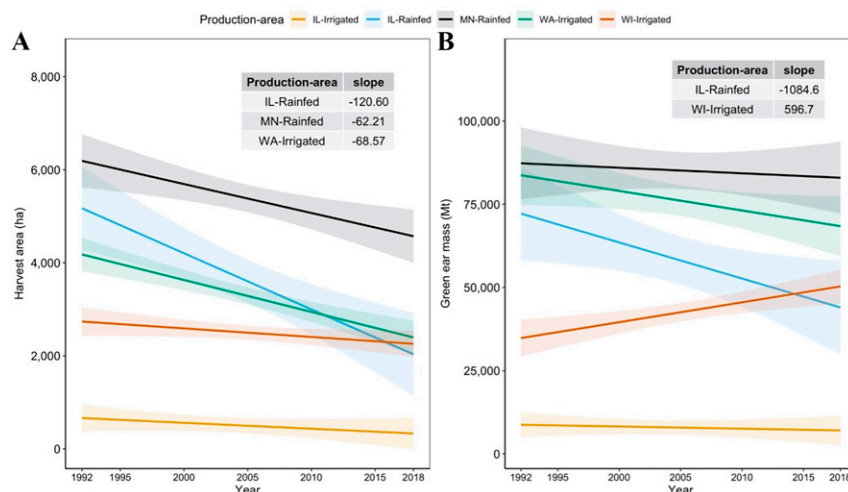 Production-area IL-Irrigated IL-Rainfed MN-Rainfed WA-Irrigated WI-Irrigated
A
8,000
6,000
4,000
2,000
0
Harvest area (ha)
Production-area slope
IL-Rainfed -120.60
MN-Rainfed -62.21
WA-Irrigated -68.57
1992 1995 2000 2005 2010 2015 2018
Year
B
100,000
75,000
50,000
25,000
0
Green ear mass (Mt)
Production-area slope
IL-Rainfed -1084.6
WI-Irrigated 596.7
1992 1995 2000 2005 2010 2015 2018
Year